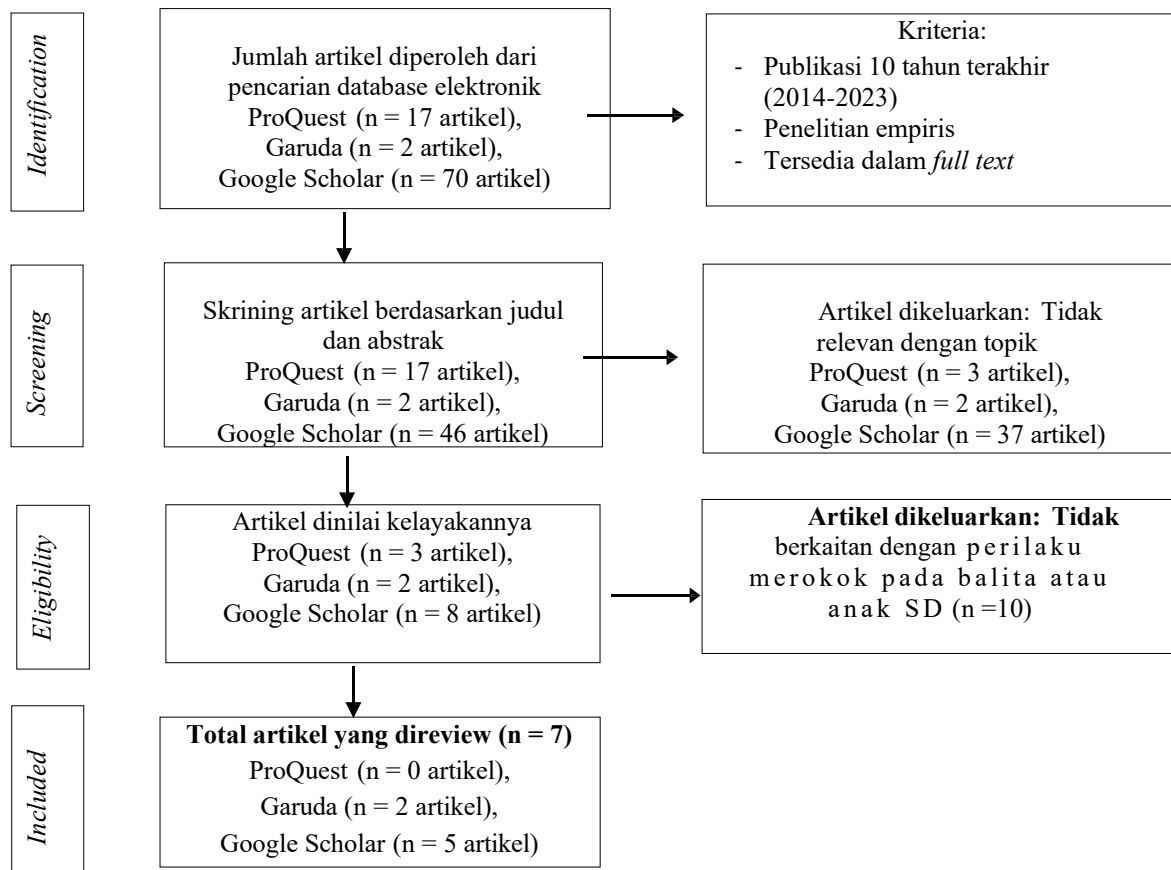 Identification
Jumlah artikel diperoleh dari
pencarian database elektronik
ProQuest (n = 17 artikel),
Garuda (n = 2 artikel),
Google Scholar (n = 70 artikel)
Kriteria:
- Publikasi 10 tahun terakhir
(2014-2023)
- Penelitian empiris
- Tersedia dalam full text
Screening
Skrining artikel berdasarkan judul
dan abstrak
ProQuest (n = 17 artikel),
Garuda (n = 2 artikel),
Google Scholar (n = 46 artikel)
Artikel dikeluarkan: Tidak
relevan dengan topik
ProQuest (n = 3 artikel),
Garuda (n = 2 artikel),
Google Scholar (n = 37 artikel)
Eligibility
Artikel dinilai kelayakannya
ProQuest (n = 3 artikel),
Garuda (n = 2 artikel),
Google Scholar (n = 8 artikel)
Artikel dikeluarkan: Tidak
berkaitan dengan perilaku
merokok pada balita atau
anak SD (n =10)
Included
Total artikel yang direview (n = 7)
ProQuest (n = 0 artikel),
Garuda (n = 2 artikel),
Google Scholar (n = 5 artikel)